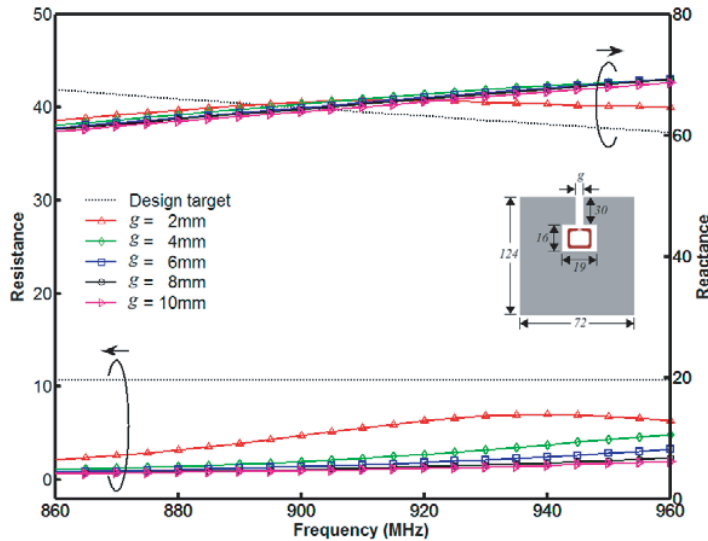 50
40
30
20
10
0
Resistance
80
60
40
20
0
Reactance
Design target
g = 2mm
g = 4mm
g = 6mm
g = 8mm
g = 10mm
g
30
16
19
124
72
860
880
900
920
940
960
Frequency (MHz)